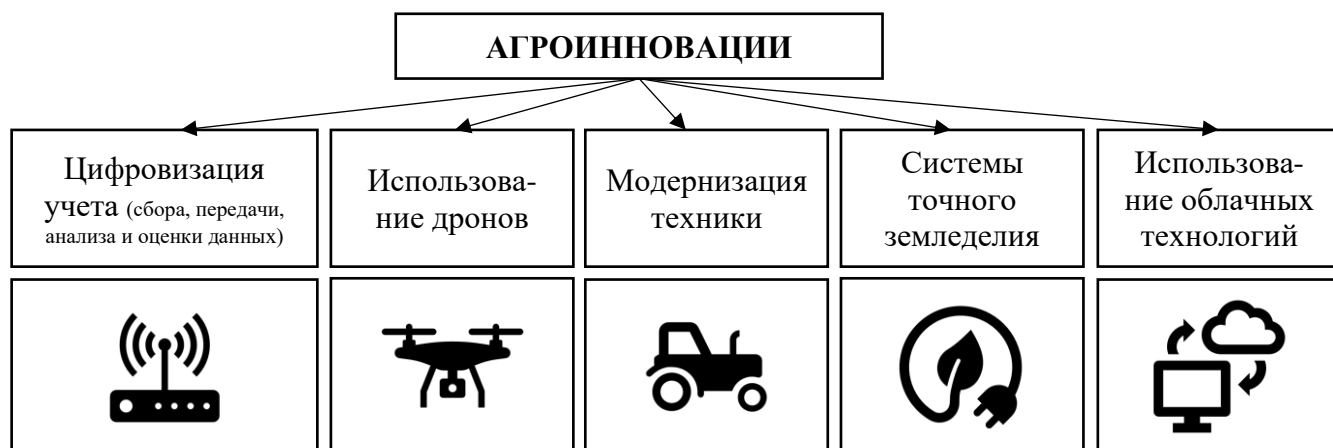 АГРОИННОВАЦИИ
Цифровизация
учета (сбора, передачи,
анализа и оценки данных)
Использова-
ние дронов
Модернизация
техники
Системы
точного
земледелия
Использова-
ние облачных
технологий